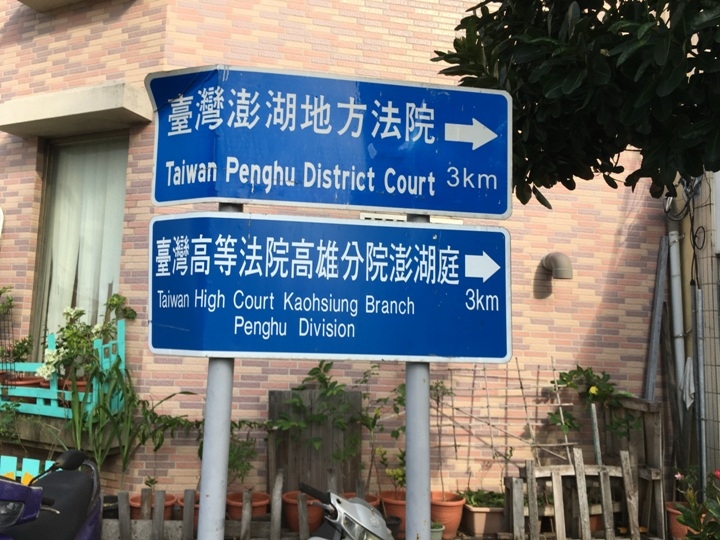 臺灣澎湖地方法院
Taiwan Penghu District Court 3km
臺灣高等法院高雄分院澎湖庭
Taiwan High Court Kaohsiung Branch 3km
Penghu Division